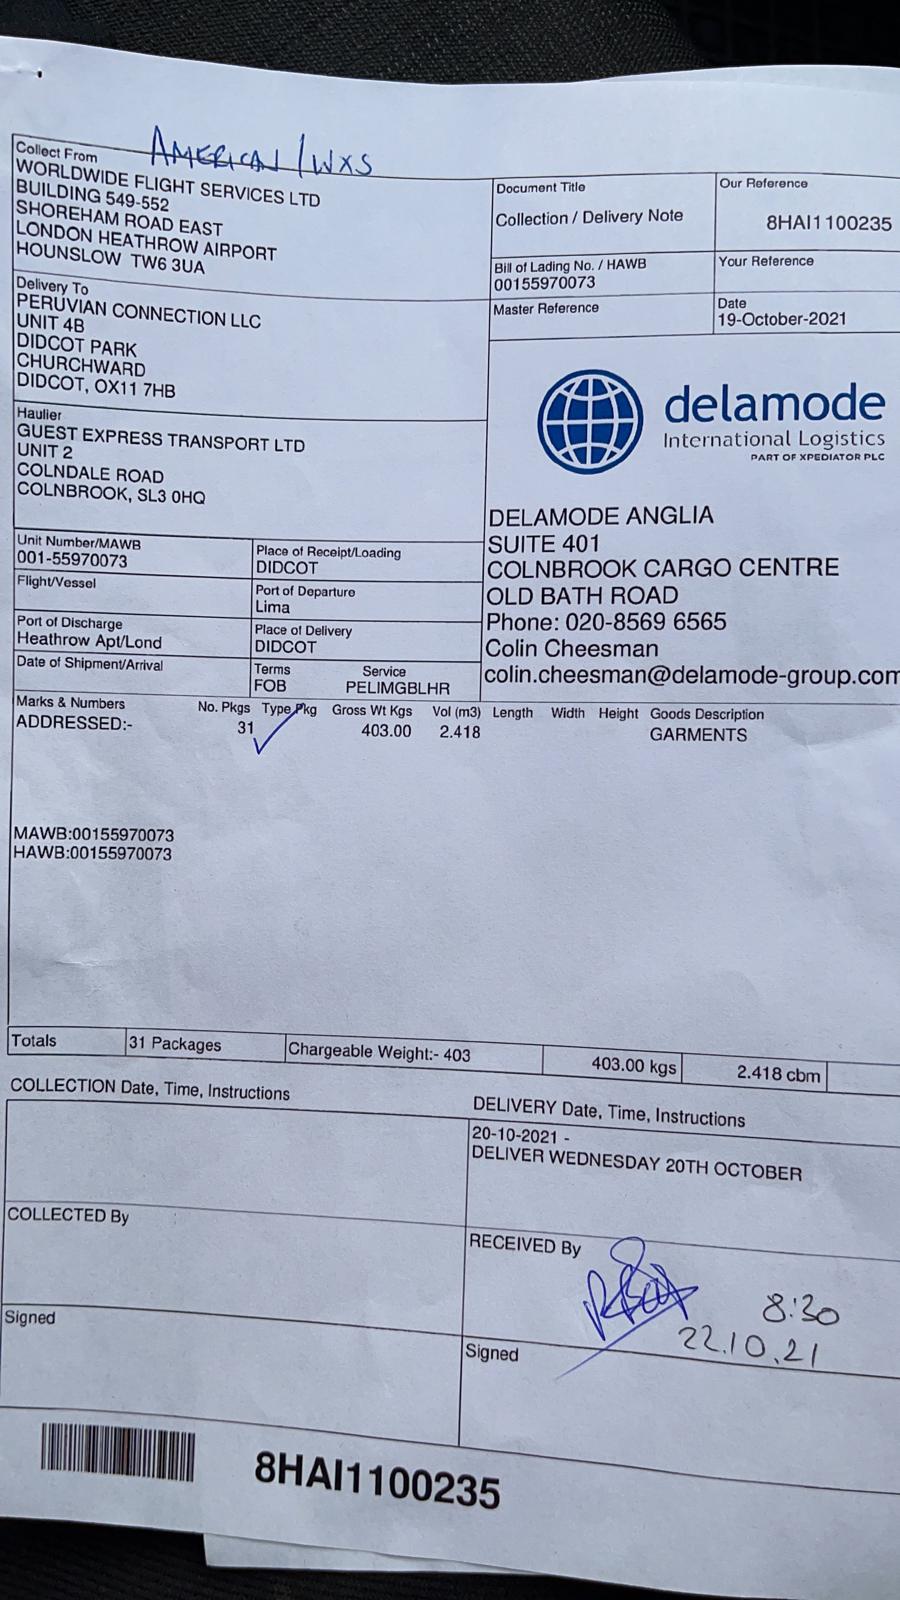 AMERICAN / WXS
Collect From
WORLDWIDE FLIGHT SERVICES LTD
BUILDING 549-552
SHOREHAM ROAD EAST
LONDON HEATHROW AIRPORT
HOUNSLOW TW6 3UA
Document Title
Collection / Delivery Note
Our Reference
8HAI1100235
Bill of Lading No. / HAWB
00155970073
Your Reference
Master Reference
Date
19-October-2021
Delivery To
PERUVIAN CONNECTION LLC
UNIT 4B
DIDCOT PARK
CHURCHWARD
DIDCOT, OX11 7HB
Haulier
GUEST EXPRESS TRANSPORT LTD
UNIT 2
COLNDALE ROAD
COLNBROOK, SL3 0HQ
delamode
International Logistics
PART OF XPEDIATOR PLC
DELAMODE ANGLIA
SUITE 401
COLNBROOK CARGO CENTRE
OLD BATH ROAD
Phone: 020-8569 6565
Colin Cheesman
colin.cheesman@delamode-group.com
Unit Number/MAWB
001-55970073
Place of Receipt/Loading
DIDCOT
Flight/Vessel
Port of Departure
Lima
Port of Discharge
Heathrow Apt/Lond
Place of Delivery
DIDCOT
Date of Shipment/Arrival
Terms Service
FOB PELIMGBLHR
Marks & Numbers No. Pkgs Type Pkg Gross Wt Kgs Vol (m3) Length Width Height Goods Description
ADDRESSED:- 31 403.00 2.418 GARMENTS
MAWB:00155970073
HAWB:00155970073
Totals 31 Packages Chargeable Weight:- 403 403.00 kgs 2.418 cbm
COLLECTION Date, Time, Instructions
DELIVERY Date, Time, Instructions
20-10-2021 -
DELIVER WEDNESDAY 20TH OCTOBER
COLLECTED By
RECEIVED By
8:30
22.10.21
Signed
Signed
8HAI1100235